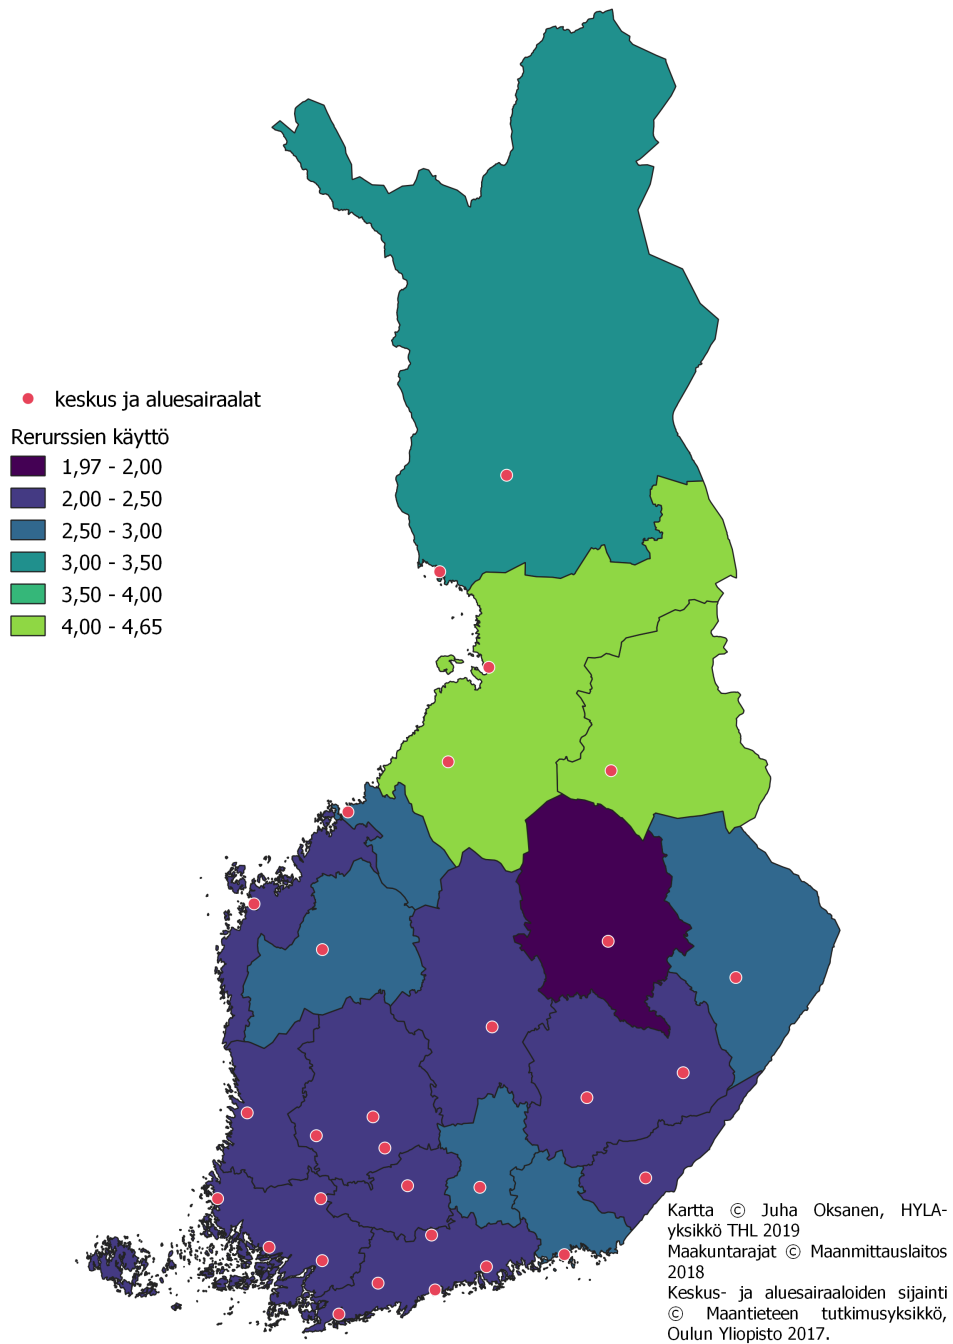 keskus ja aluesairaalat
Rerurssien käyttö
1,97 - 2,00
2,00 - 2,50
2,50 - 3,00
3,00 - 3,50
3,50 - 4,00
4,00 - 4,65
Kartta © Juha Oksanen, HYLA-
yksikkö THL 2019
Maakuntarajat © Maanmittauslaitos
2018
Keskus- ja aluesairaaloiden sijainti
© Maantieteen tutkimusyksikkö,
Oulun Yliopisto 2017.